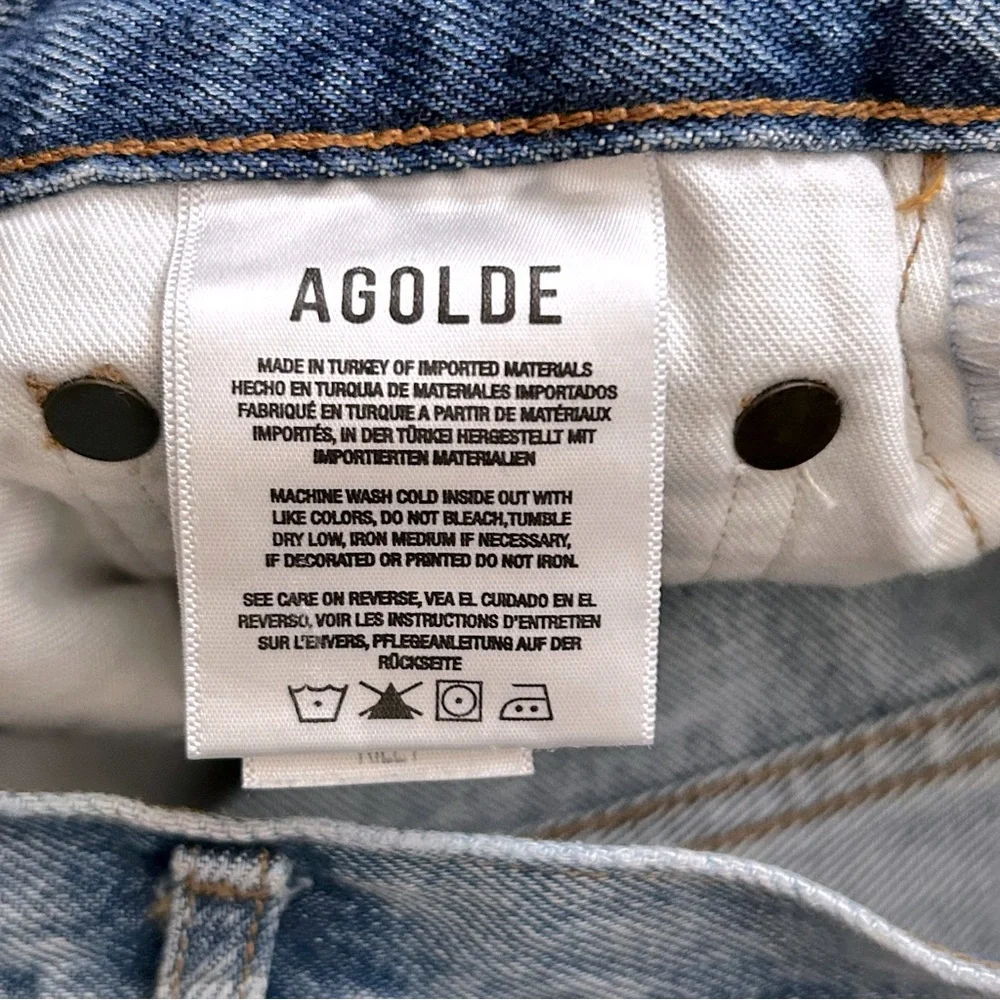 AGOLDE
MADE IN TURKEY OF IMPORTED MATERIALS
HECHO EN TURQUIA DE MATERIALES IMPORTADOS
FABRIQUÉ EN TURQUIE A PARTIR DE MATÉRIAUX
IMPORTÉS, IN DER TÜRKEI HERGESTELLT MIT
IMPORTIERTEN MATERIALIEN
MACHINE WASH COLD INSIDE OUT WITH
LIKE COLORS, DO NOT BLEACH,TUMBLE
DRY LOW, IRON MEDIUM IF NECESSARY,
IF DECORATED OR PRINTED DO NOT IRON.
SEE CARE ON REVERSE, VEA EL CUIDADO EN EL
REVERSO, VOIR LES INSTRUCTIONS D'ENTRETIEN
SUR L'ENVERS, PFLEGEANLEITUNG AUF DER
RÜCKSEITE